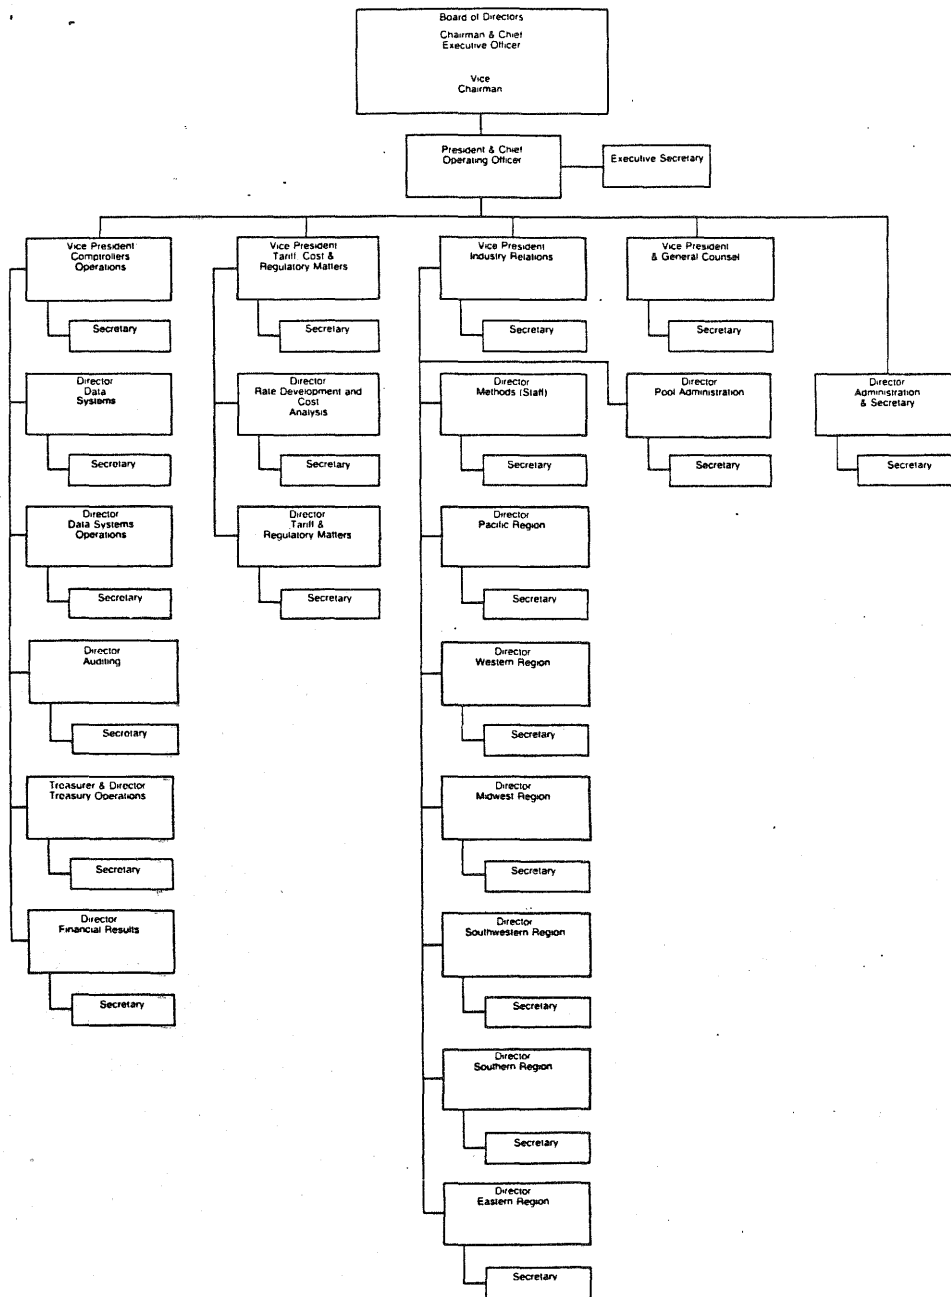 Board of Directors
Chairman & Chief
Executive Officer
Vice
Chairman
President & Chief
Operating Officer
Executive Secretary
Vice President
Comptrollers
Operations
Secretary
Director
Data
Systems
Secretary
Director
Data Systems
Operations
Secretary
Director
Auditing
Secretary
Treasurer & Director
Treasury Operations
Secretary
Director
Financial Results
Secretary
Vice President
Tariff, Cost &
Regulatory Matters
Secretary
Director
Rate Development and
Cost
Analysis
Secretary
Director
Tariff &
Regulatory Matters
Secretary
Vice President
Industry Relations
Secretary
Director
Methods (Staff)
Secretary
Director
Pacific Region
Secretary
Director
Western Region
Secretary
Director
Midwest Region
Secretary
Director
Southwestern Region
Secretary
Director
Southern Region
Secretary
Director
Eastern Region
Secretary
Vice President
& General Counsel
Secretary
Director
Pool Administration
Secretary
Director
Administration
& Secretary
Secretary